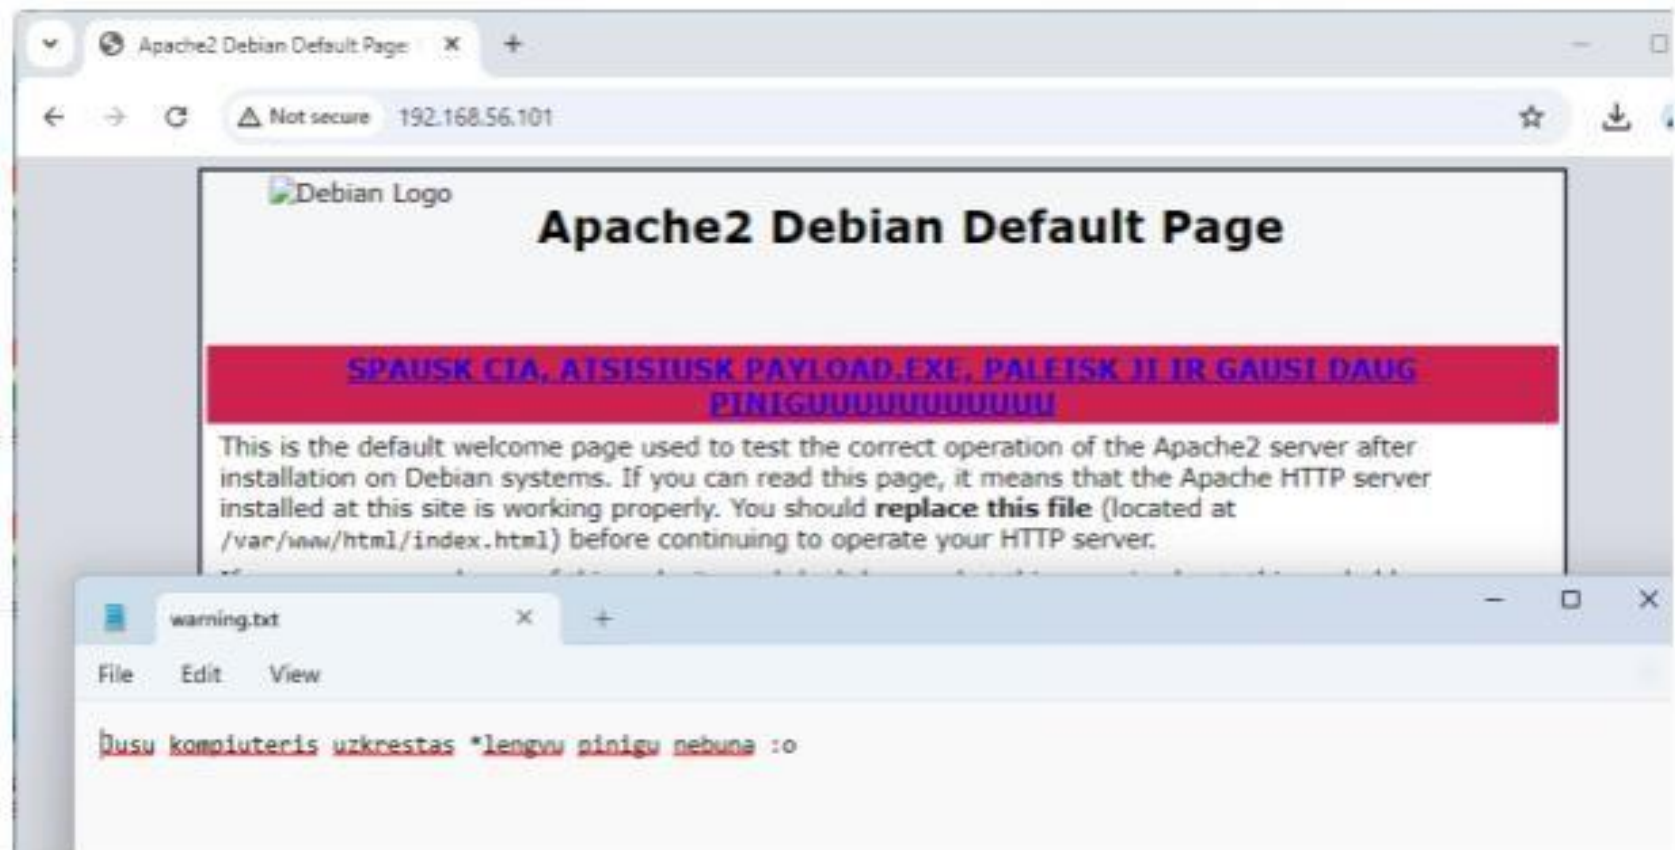 Apache2 Debian Default Page
Not secure 192.168.56.101
Debian Logo
Apache2 Debian Default Page
SPAUSK CIA, ATSISIUSK PAYLOAD.EXE, PALEISK JI IR GAUSI DAUG
PINIGUUUUUUUUUUU
This is the default welcome page used to test the correct operation of the Apache2 server after
installation on Debian systems. If you can read this page, it means that the Apache HTTP server
installed at this site is working properly. You should replace this file (located at
/var/www/html/index.html) before continuing to operate your HTTP server.
warning.txt
File Edit View
Jusu kompiuteris uzkrestas *lengvu pinigu nebuna :o